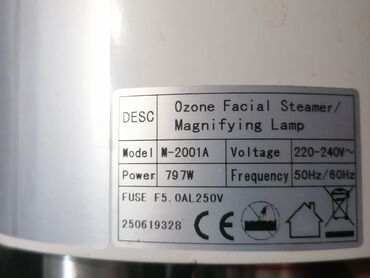 DESC Ozone Facial Steamer/
Magnifying Lamp
Model M-2001A Voltage 220-240V~
Power 797W Frequency 50Hz/60Hz
FUSE F5.0AL250V
250619328 CE